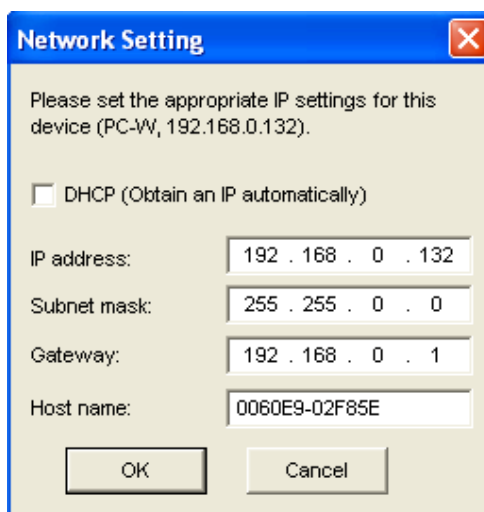 Network Setting
Please set the appropriate IP settings for this
device (PC-W, 192.168.0.132).
DHCP (Obtain an IP automatically)
IP address: 192 . 168 . 0 . 132
Subnet mask: 255 . 255 . 0 . 0
Gateway: 192 . 168 . 0 . 1
Host name: 0060E9-02F85E
OK Cancel